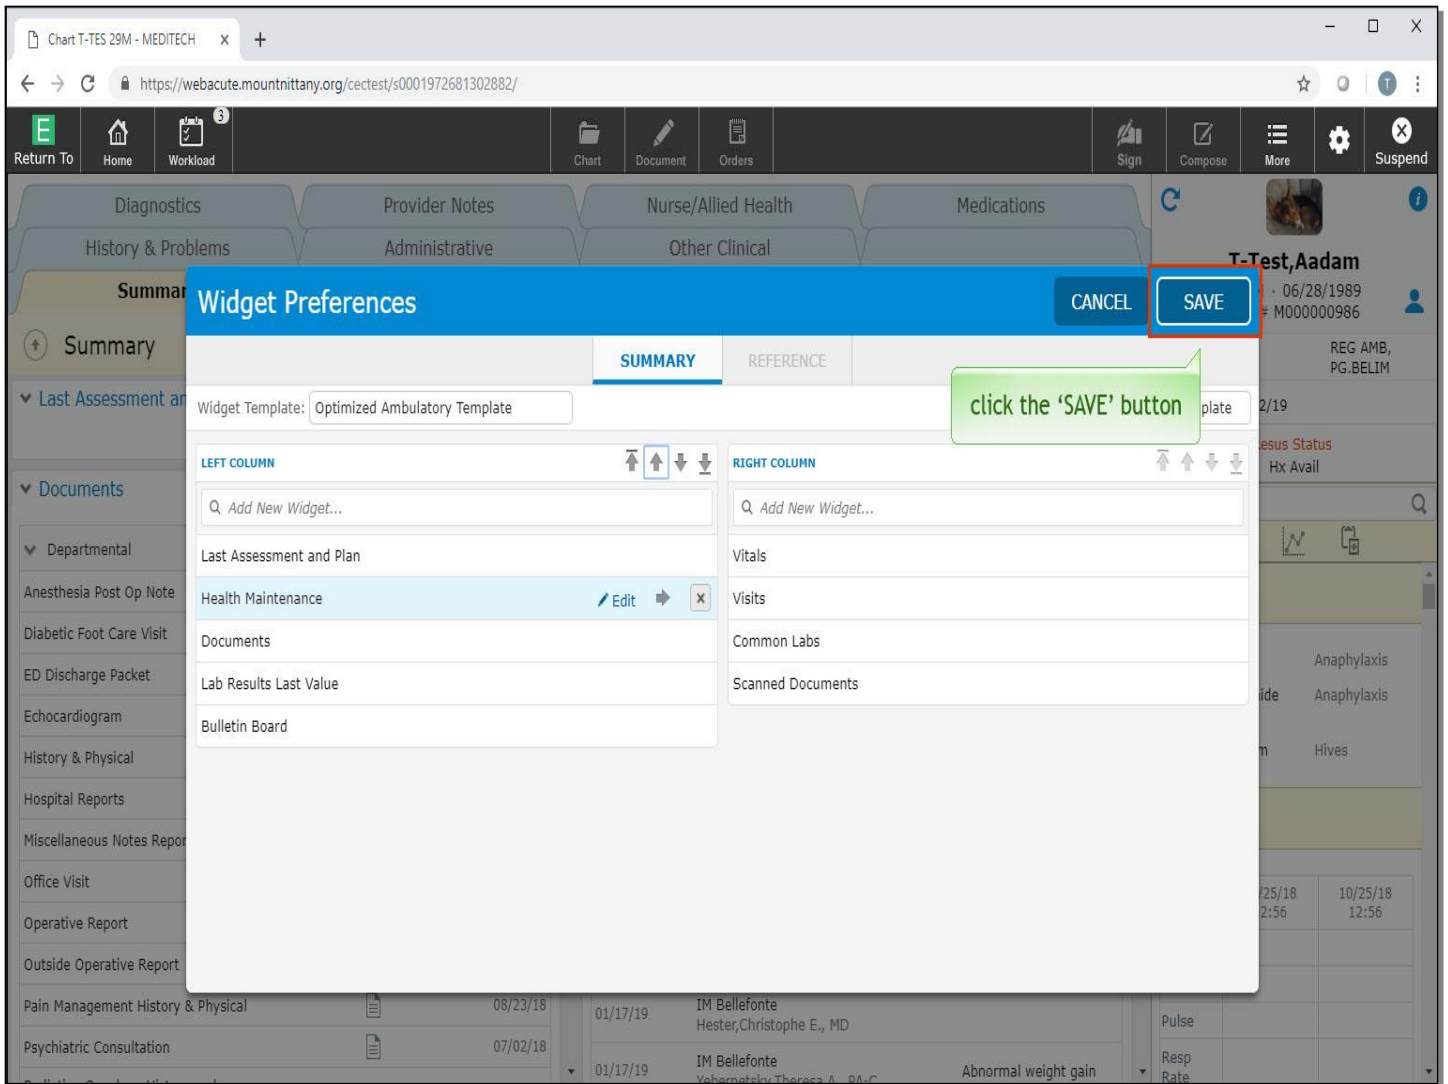 Chart T-TES 29M - MEDITECH
https://webacute.mountnittany.org/cectest/s0001972681302882/
E
3
Return To
Home
Workload
Chart
Document
Orders
Sign
Compose
More
Suspend
Diagnostics
Provider Notes
Nurse/Allied Health
Medications
History & Problems
Administrative
Other Clinical
T-Test,Aadam
06/28/1989
# M000000986
REG AMB,
PG.BELIM
Summar
Summary
Last Assessment an
Documents
Departmental
Anesthesia Post Op Note
Diabetic Foot Care Visit
ED Discharge Packet
Echocardiogram
History & Physical
Hospital Reports
Miscellaneous Notes Repor
Office Visit
Operative Report
Outside Operative Report
Pain Management History & Physical 08/23/18
Psychiatric Consultation 07/02/18
Widget Preferences
CANCEL
SAVE
SUMMARY
REFERENCE
click the ‘SAVE’ button
Widget Template: Optimized Ambulatory Template
plate
LEFT COLUMN
Add New Widget...
Last Assessment and Plan
Health Maintenance
Edit
Documents
Lab Results Last Value
Bulletin Board
RIGHT COLUMN
Add New Widget...
Vitals
Visits
Common Labs
Scanned Documents
2/19
esus Status
Hx Avail
Anaphylaxis
ide Anaphylaxis
m Hives
/25/18
2:56
10/25/18
12:56
Pulse
Resp
Rate
01/17/19
IM Bellefonte
Hester,Christophe E., MD
01/17/19
IM Bellefonte
Yehernetsky,Theresa A., PA-C
Abnormal weight gain